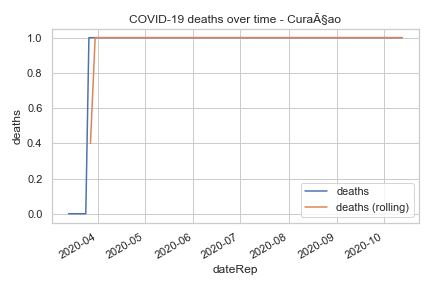 COVID-19 deaths over time - CuraÃ§ao
deaths
1.0
0.8
0.6
0.4
0.2
0.0
deaths
deaths (rolling)
2020-04
2020-05
2020-06
2020-07
2020-08
2020-09
2020-10
dateRep